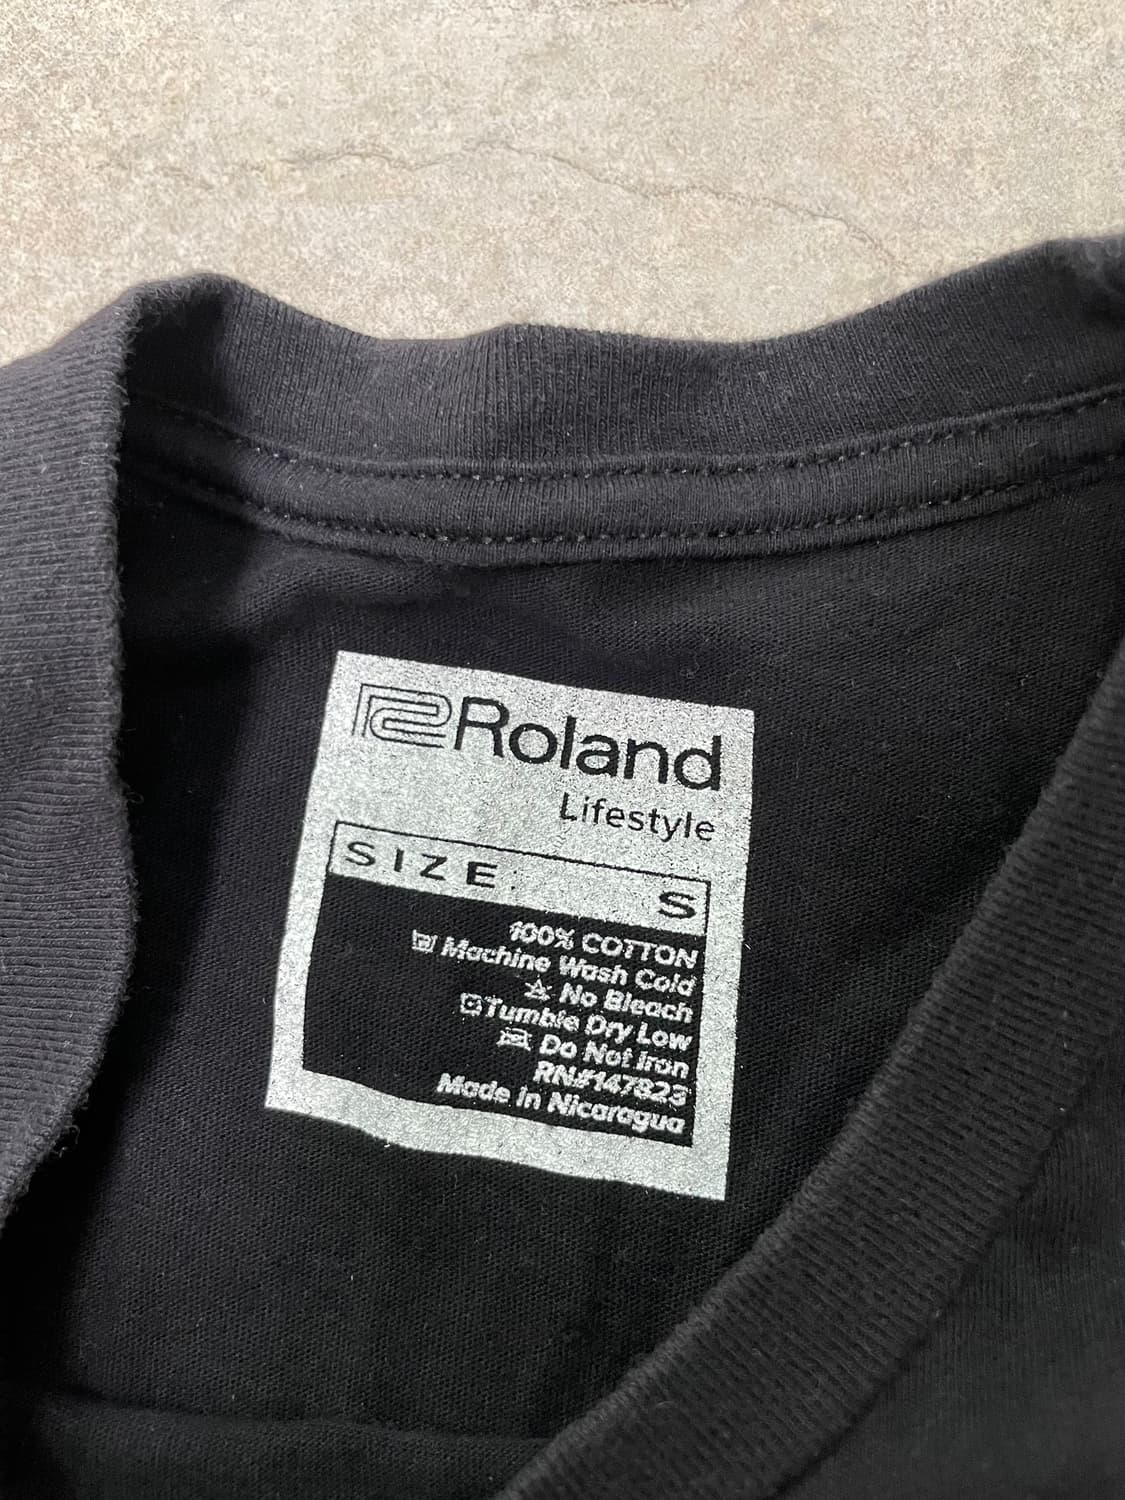 Roland
Lifestyle
SIZE: S
100% COTTON
Machine Wash Cold
No Bleach
Tumble Dry Low
Do Not Iron
RN#147823
Made in Nicaragua